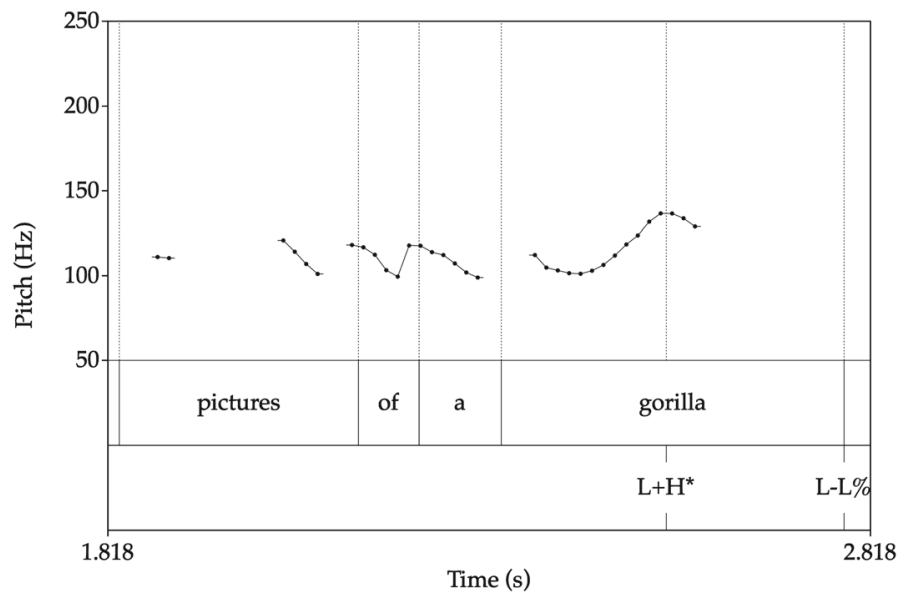 250
200
150
100
50
Pitch (Hz)
pictures of a gorilla
L+H* L-L%
1.818 2.818
Time (s)